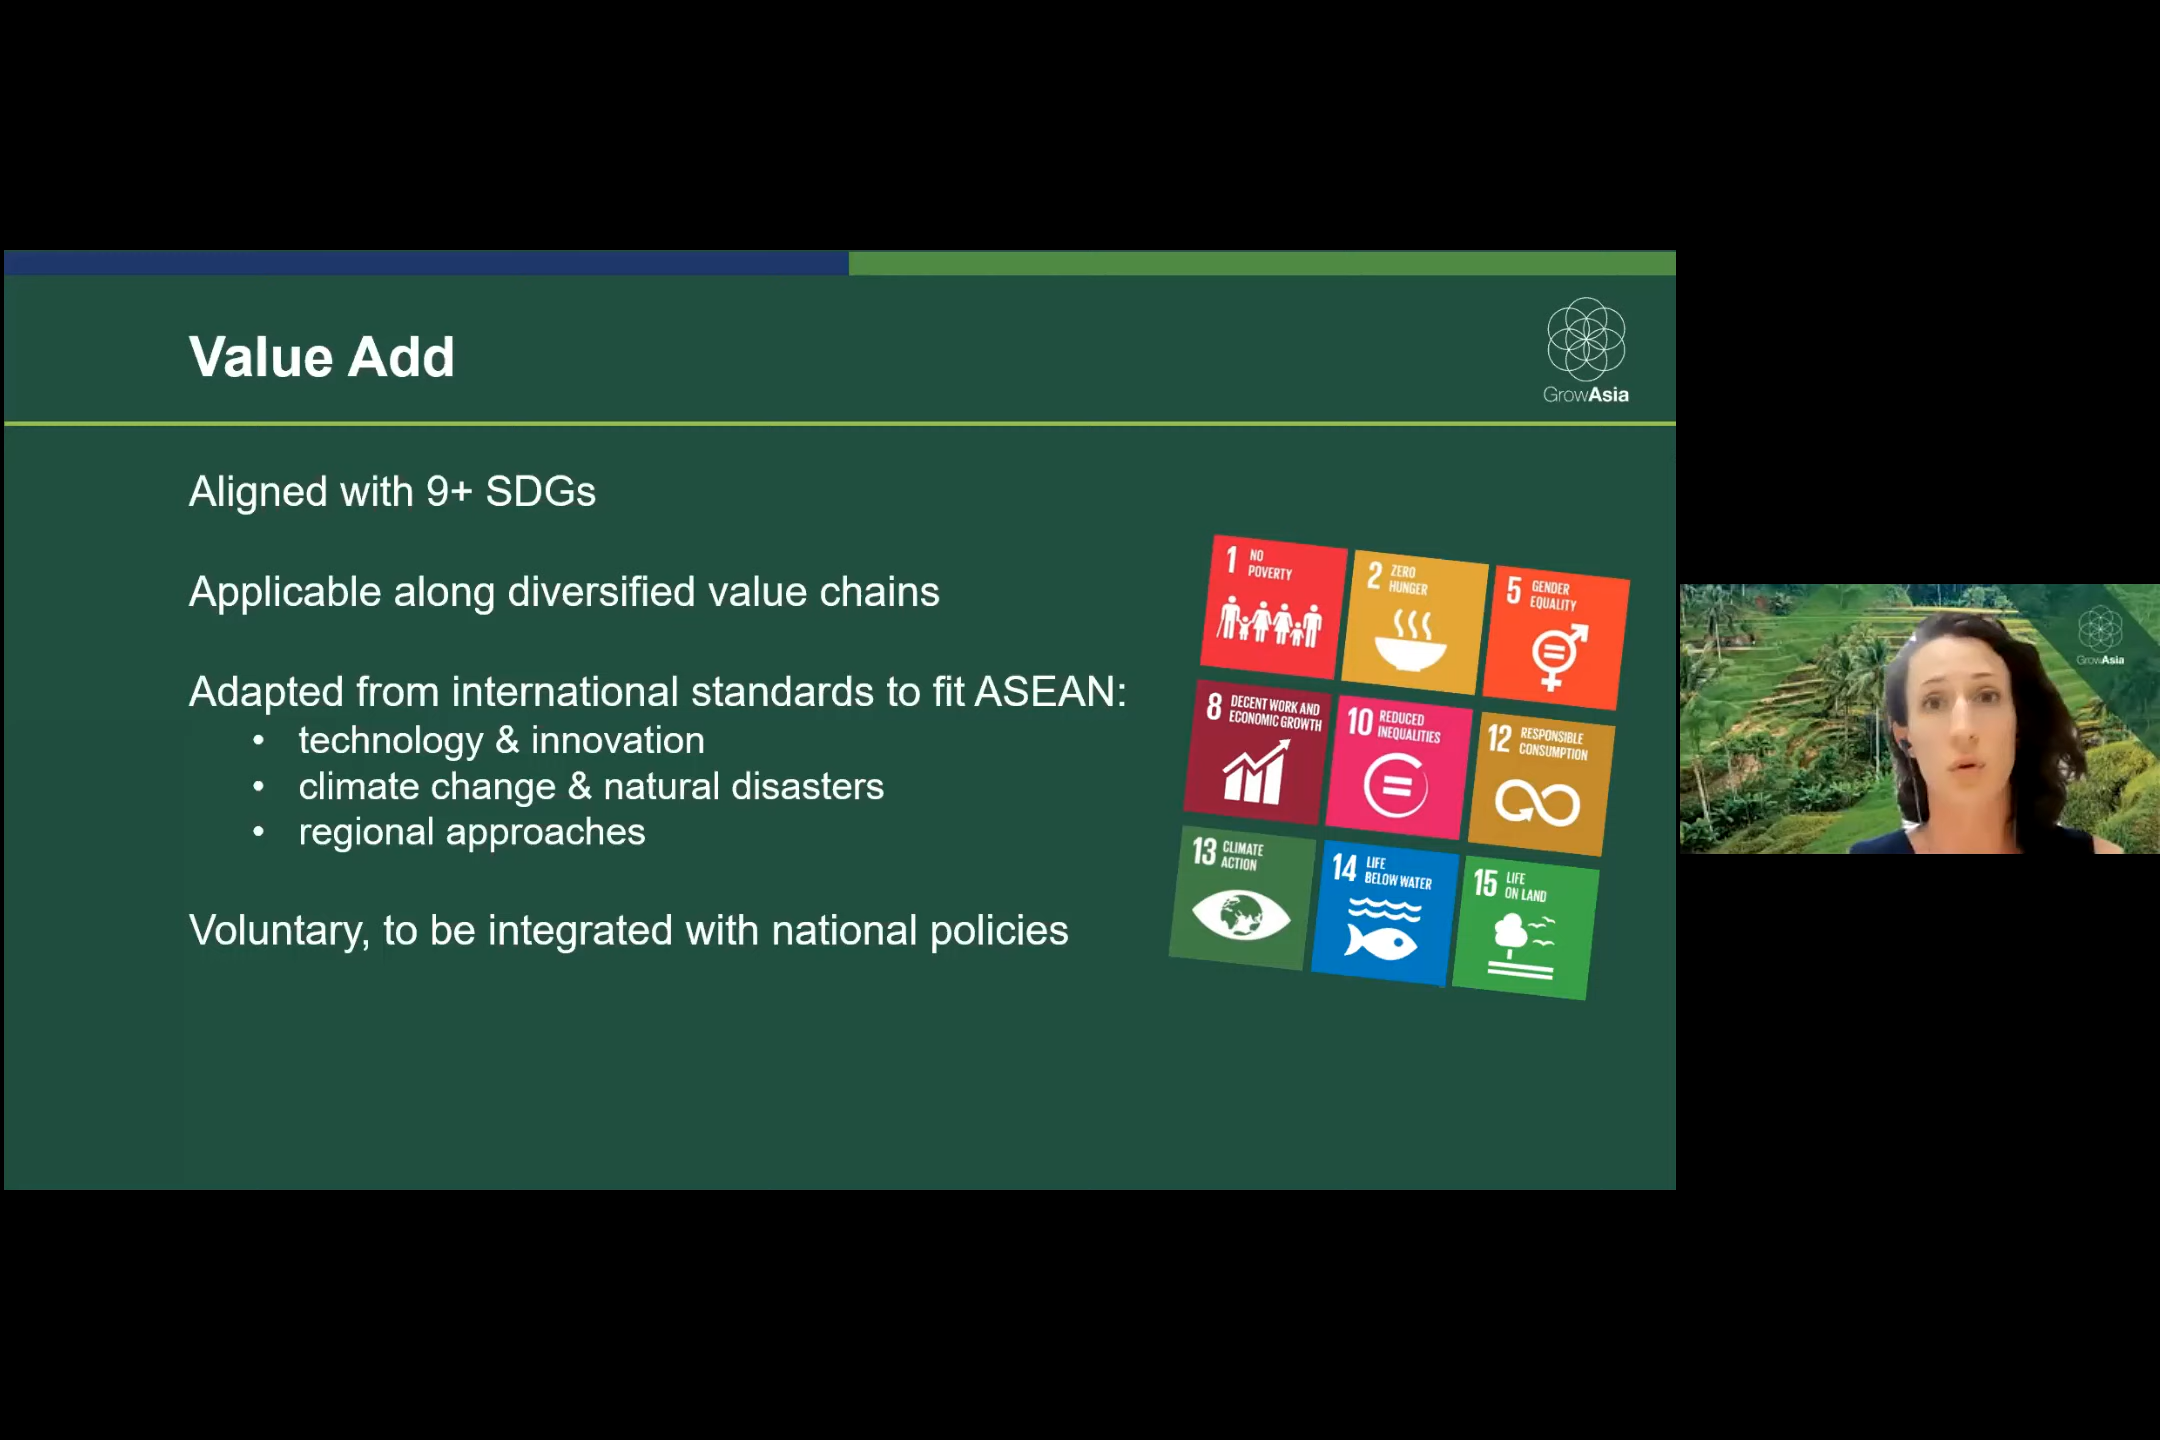 Value Add
GrowAsia
Aligned with 9+ SDGs
Applicable along diversified value chains
Adapted from international standards to fit ASEAN:
• technology & innovation
• climate change & natural disasters
• regional approaches
Voluntary, to be integrated with national policies
1 NO
POVERTY
2 ZERO
HUNGER
5 GENDER
EQUALITY
8 DECENT WORK AND
ECONOMIC GROWTH
10 REDUCED
INEQUALITIES
12 RESPONSIBLE
CONSUMPTION
13 CLIMATE
ACTION
14 LIFE
BELOW WATER
15 LIFE
ON LAND
GrowAsia